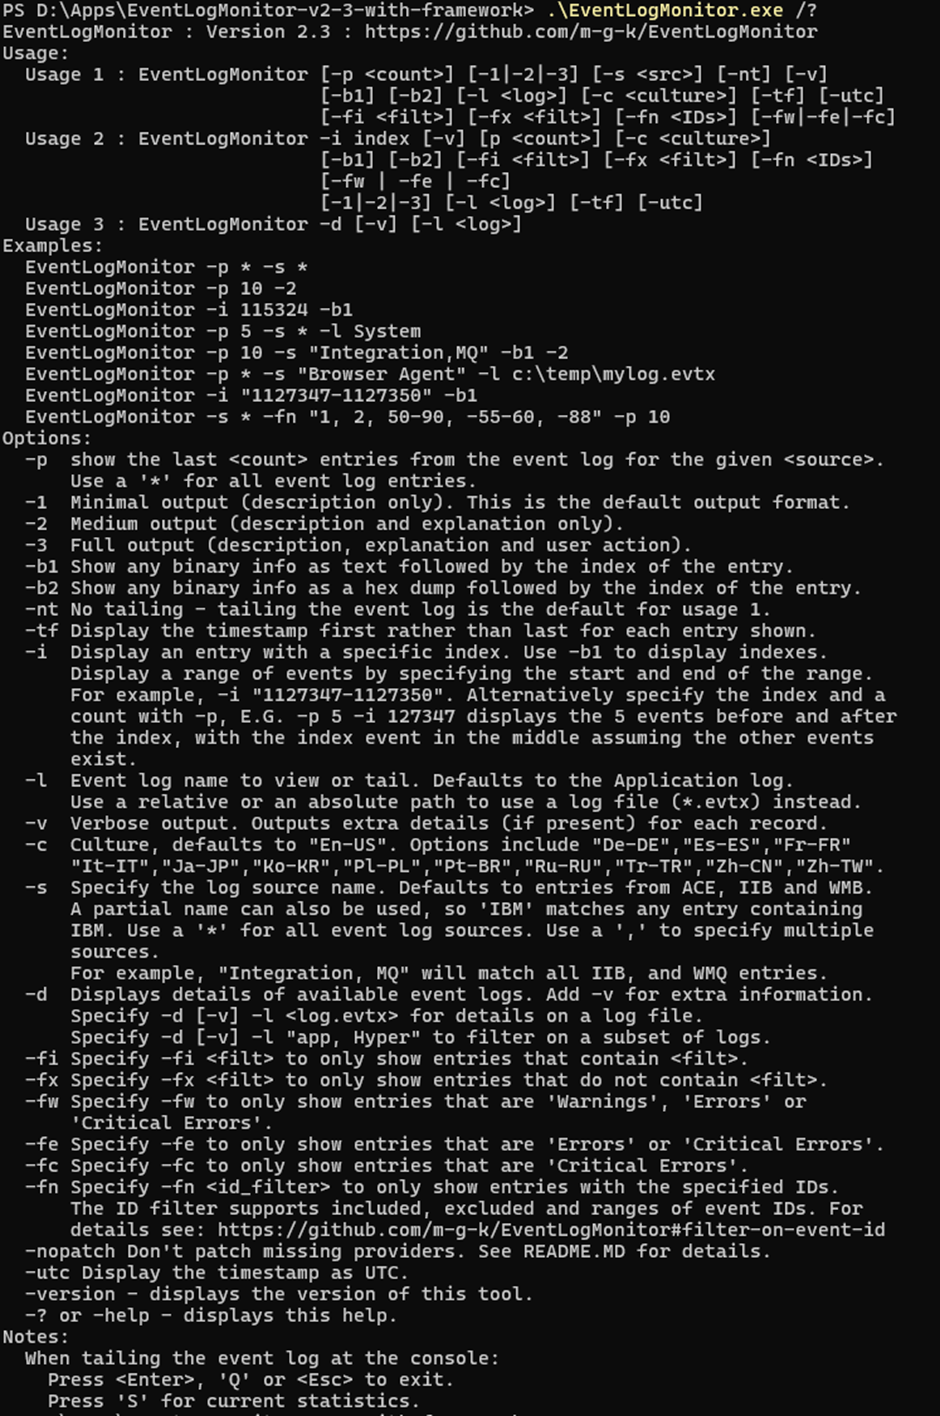 PS D:\Apps\EventLogMonitor-v2-3-with-framework> .\EventLogMonitor.exe /?
EventLogMonitor : Version 2.3 : https://github.com/m-g-k/EventLogMonitor
Usage:
  Usage 1 : EventLogMonitor [-p <count>] [-1|-2|-3] [-s <src>] [-nt] [-v]
                            [-b1] [-b2] [-l <log>] [-c <culture>] [-tf] [-utc]
                            [-fi <filt>] [-fx <filt>] [-fn <IDs>] [-fw|-fe|-fc]
  Usage 2 : EventLogMonitor -i index [-v] [p <count>] [-c <culture>]
                            [-b1] [-b2] [-fi <filt>] [-fx <filt>] [-fn <IDs>]
                            [-fw | -fe | -fc]
                            [-1|-2|-3] [-l <log>] [-tf] [-utc]
  Usage 3 : EventLogMonitor -d [-v] [-l <log>]
Examples:
  EventLogMonitor -p * -s *
  EventLogMonitor -p 10 -2
  EventLogMonitor -i 115324 -b1
  EventLogMonitor -p 5 -s * -l System
  EventLogMonitor -p 10 -s "Integration,MQ" -b1 -2
  EventLogMonitor -p * -s "Browser Agent" -l c:\temp\mylog.evtx
  EventLogMonitor -i "1127347-1127350" -b1
  EventLogMonitor -s * -fn "1, 2, 50-90, -55-60, -88" -p 10
Options:
  -p  show the last <count> entries from the event log for the given <source>.
      Use a '*' for all event log entries.
  -1  Minimal output (description only). This is the default output format.
  -2  Medium output (description and explanation only).
  -3  Full output (description, explanation and user action).
  -b1 Show any binary info as text followed by the index of the entry.
  -b2 Show any binary info as a hex dump followed by the index of the entry.
  -nt No tailing - tailing the event log is the default for usage 1.
  -tf Display the timestamp first rather than last for each entry shown.
  -i  Display an entry with a specific index. Use -b1 to display indexes.
      Display a range of events by specifying the start and end of the range.
      For example, -i "1127347-1127350". Alternatively specify the index and a
      count with -p, E.G. -p 5 -i 127347 displays the 5 events before and after
      the index, with the index event in the middle assuming the other events
      exist.
  -l  Event log name to view or tail. Defaults to the Application log.
      Use a relative or an absolute path to use a log file (*.evtx) instead.
  -v  Verbose output. Outputs extra details (if present) for each record.
  -c  Culture, defaults to "En-US". Options include "De-DE","Es-ES","Fr-FR"
      "It-IT","Ja-JP","Ko-KR","Pl-PL","Pt-BR","Ru-RU","Tr-TR","Zh-CN","Zh-TW".
  -s  Specify the log source name. Defaults to entries from ACE, IIB and WMB.
      A partial name can also be used, so 'IBM' matches any entry containing
      IBM. Use a '*' for all event log sources. Use a ',' to specify multiple
      sources.
      For example, "Integration, MQ" will match all IIB, and WMQ entries.
  -d  Displays details of available event logs. Add -v for extra information.
      Specify -d [-v] -l <log.evtx> for details on a log file.
      Specify -d [-v] -l "app, Hyper" to filter on a subset of logs.
  -fi Specify -fi <filt> to only show entries that contain <filt>.
  -fx Specify -fx <filt> to only show entries that do not contain <filt>.
  -fw Specify -fw to only show entries that are 'Warnings', 'Errors' or
      'Critical Errors'.
  -fe Specify -fe to only show entries that are 'Errors' or 'Critical Errors'.
  -fc Specify -fc to only show entries that are 'Critical Errors'.
  -fn Specify -fn <id_filter> to only show entries with the specified IDs.
      The ID filter supports included, excluded and ranges of event IDs. For
      details see: https://github.com/m-g-k/EventLogMonitor#filter-on-event-id
  -nopatch Don't patch missing providers. See README.MD for details.
  -utc Display the timestamp as UTC.
  -version - displays the version of this tool.
  -? or -help - displays this help.
Notes:
  When tailing the event log at the console:
    Press <Enter>, 'Q' or <Esc> to exit.
    Press 'S' for current statistics.